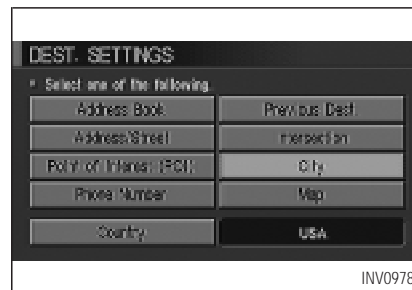 DEST. SETTINGS
Select one of the following.
Address Book
Previous Dest.
Address/Street
Intersection
Point of Interest (POI)
City
Phone Number
Map
Country
USA
INV0978